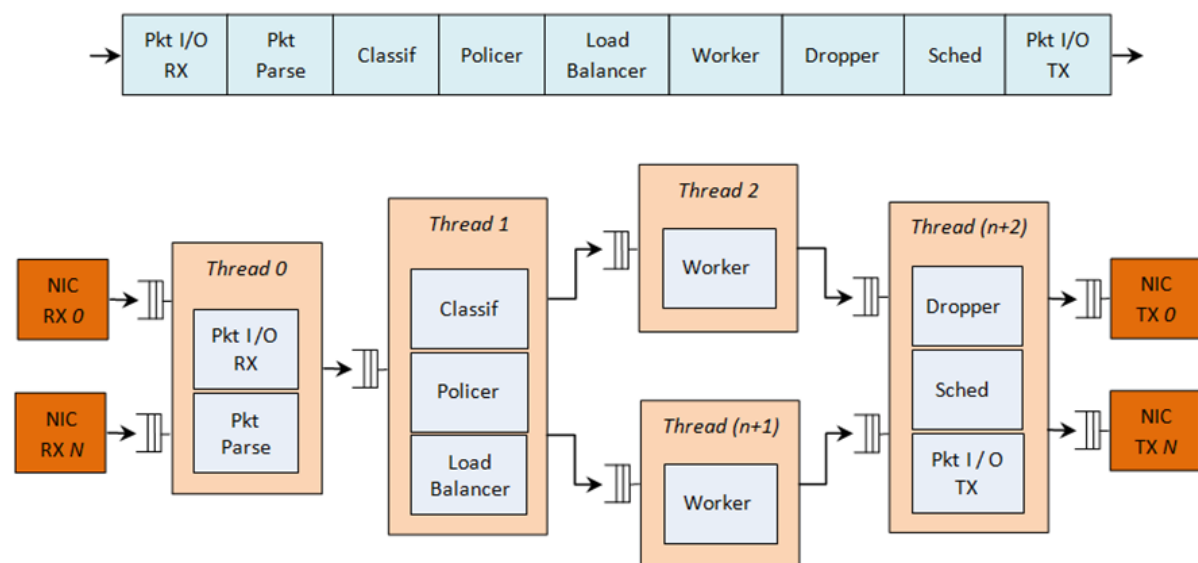 Pkt I/O
RX
Pkt
Parse
Classif
Policer
Load
Balancer
Worker
Dropper
Sched
Pkt I/O
TX
NIC
RX 0
NIC
RX N
Thread 0
Pkt I/O
RX
Pkt
Parse
Thread 1
Classif
Policer
Load
Balancer
Thread 2
Worker
Thread (n+1)
Worker
Thread (n+2)
Dropper
Sched
Pkt I / O
TX
NIC
TX 0
NIC
TX N